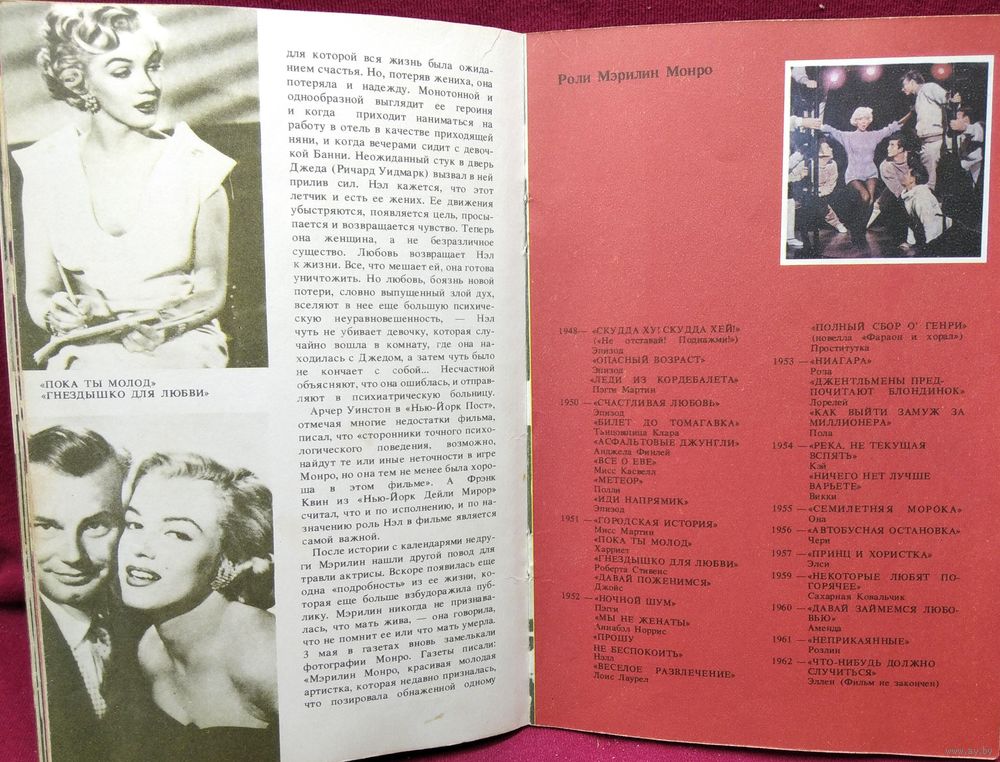 для которой вся жизнь была ожида-
нием счастья. Но, потеряв жениха, она
потеряла и надежду. Монотонной и
однообразной выглядит ее героиня
и когда приходит наниматься на
работу в отель в качестве приходящей
няни, и когда вечерами сидит с девоч-
кой Банни. Неожиданный стук в дверь
Джеда (Ричард Уидмарк) вызвал в ней
прилив сил. Нэл кажется, что этот
летчик и есть ее жених. Ее движения
убыстряются, появляется цель, просы-
пается и возвращается чувство. Теперь
она женщина, а не безразличное
существо. Любовь возвращает Нэл
к жизни. Все, что мешает ей, она готова
уничтожить. Но любовь, боязнь новой
потери, словно выпущенный злой дух,
вселяют в нее еще большую психиче-
скую неуравновешенность, — Нэл
чуть не убивает девочку, которая слу-
чайно вошла в комнату, где она на-
ходилась с Джедом, а затем чуть было
не кончает с собой... Несчастной
объясняют, что она ошиблась, и отправ-
ляют в психиатрическую больницу.
Арчер Уинстон в «Нью-Йорк Пост»,
отмечая многие недостатки фильма,
писал, что «сторонники точного психо-
логического поведения, возможно,
найдут те или иные неточности в игре
Монро, но она тем не менее была хоро-
ша в этом фильме». А Фрэнк
Квин из «Нью-Йорк Дейли Мирор»
считал, что и по исполнению, и по на-
значению роль Нэл в фильме является
самой важной.
После истории с календарями недру-
ги Мэрилин нашли другой повод для
травли актрисы. Вскоре появилась еще
одна «подробность» из ее жизни, ко-
торая еще больше взбудоражила пуб-
лику. Мэрилин никогда не признава-
лась, что мать жива, — она говорила,
что не помнит ее или что мать умерла.
3 мая в газетах вновь замелькали
фотографии Монро. Газеты писали:
«Мэрилин Монро, красивая молодая
артистка, которая недавно призналась,
что позировала обнаженной одному
«ПОКА ТЫ МОЛОД»
«ГНЕЗДЫШКО ДЛЯ ЛЮБВИ»
Роли Мэрилин Монро
1948— «СКУДДА ХУ! СКУДДА ХЕЙ!»
(«Не отставай! Поднажми!»)
Эпизод
«ОПАСНЫЙ ВОЗРАСТ»
Эпизод
«ЛЕДИ ИЗ КОРДЕБАЛЕТА»
Пэгги Мартин
1950 — «СЧАСТЛИВАЯ ЛЮБОВЬ»
Эпизод
«БИЛЕТ ДО ТОМАГАВКА»
Танцовщица Клара
«АСФАЛЬТОВЫЕ ДЖУНГЛИ»
Анджела Финлей
«ВСЕ О ЕВЕ»
Мисс Касвелл
«МЕТЕОР»
Полли
«ИДИ НАПРЯМИК»
Эпизод
1951 — «ГОРОДСКАЯ ИСТОРИЯ»
Мисс Мартин
«ПОКА ТЫ МОЛОД»
Харриет
«ГНЕЗДЫШКО ДЛЯ ЛЮБВИ»
Роберта Стивенс
«ДАВАЙ ПОЖЕНИМСЯ»
Джойс
1952 — «НОЧНОЙ ШУМ»
Пэгги
«МЫ НЕ ЖЕНАТЫ»
Аннабэл Норрис
«ПРОШУ
НЕ БЕСПОКОИТЬ»
Нэлл
«ВЕСЕЛОЕ РАЗВЛЕЧЕНИЕ»
Лоис Лаурел
«ПОЛНЫЙ СБОР О' ГЕНРИ»
(новелла «Фараон и хорал»)
Проститутка
1953 — «НИАГАРА»
Роза
«ДЖЕНТЛЬМЕНЫ ПРЕД-
ПОЧИТАЮТ БЛОНДИНОК»
Лорелей
«КАК ВЫЙТИ ЗАМУЖ ЗА
МИЛЛИОНЕРА»
Пола
1954 — «РЕКА, НЕ ТЕКУЩАЯ
ВСПЯТЬ»
Кэй
«НИЧЕГО НЕТ ЛУЧШЕ
ВАРЬЕТЕ»
Викки
1955 — «СЕМИЛЕТНЯЯ МОРОКА»
Она
1956 — «АВТОБУСНАЯ ОСТАНОВКА»
Чери
1957 — «ПРИНЦ И ХОРИСТКА»
Элси
1959 — «НЕКОТОРЫЕ ЛЮБЯТ ПО-
ГОРЯЧЕЕ»
Сахарная Ковальчик
1960 — «ДАВАЙ ЗАЙМЕМСЯ ЛЮБО-
ВЬЮ»
Аменда
1961 — «НЕПРИКАЯННЫЕ»
Розлин
1962 — «ЧТО-НИБУДЬ ДОЛЖНО
СЛУЧИТЬСЯ»
Эллен (Фильм не закончен)
www.ay.by